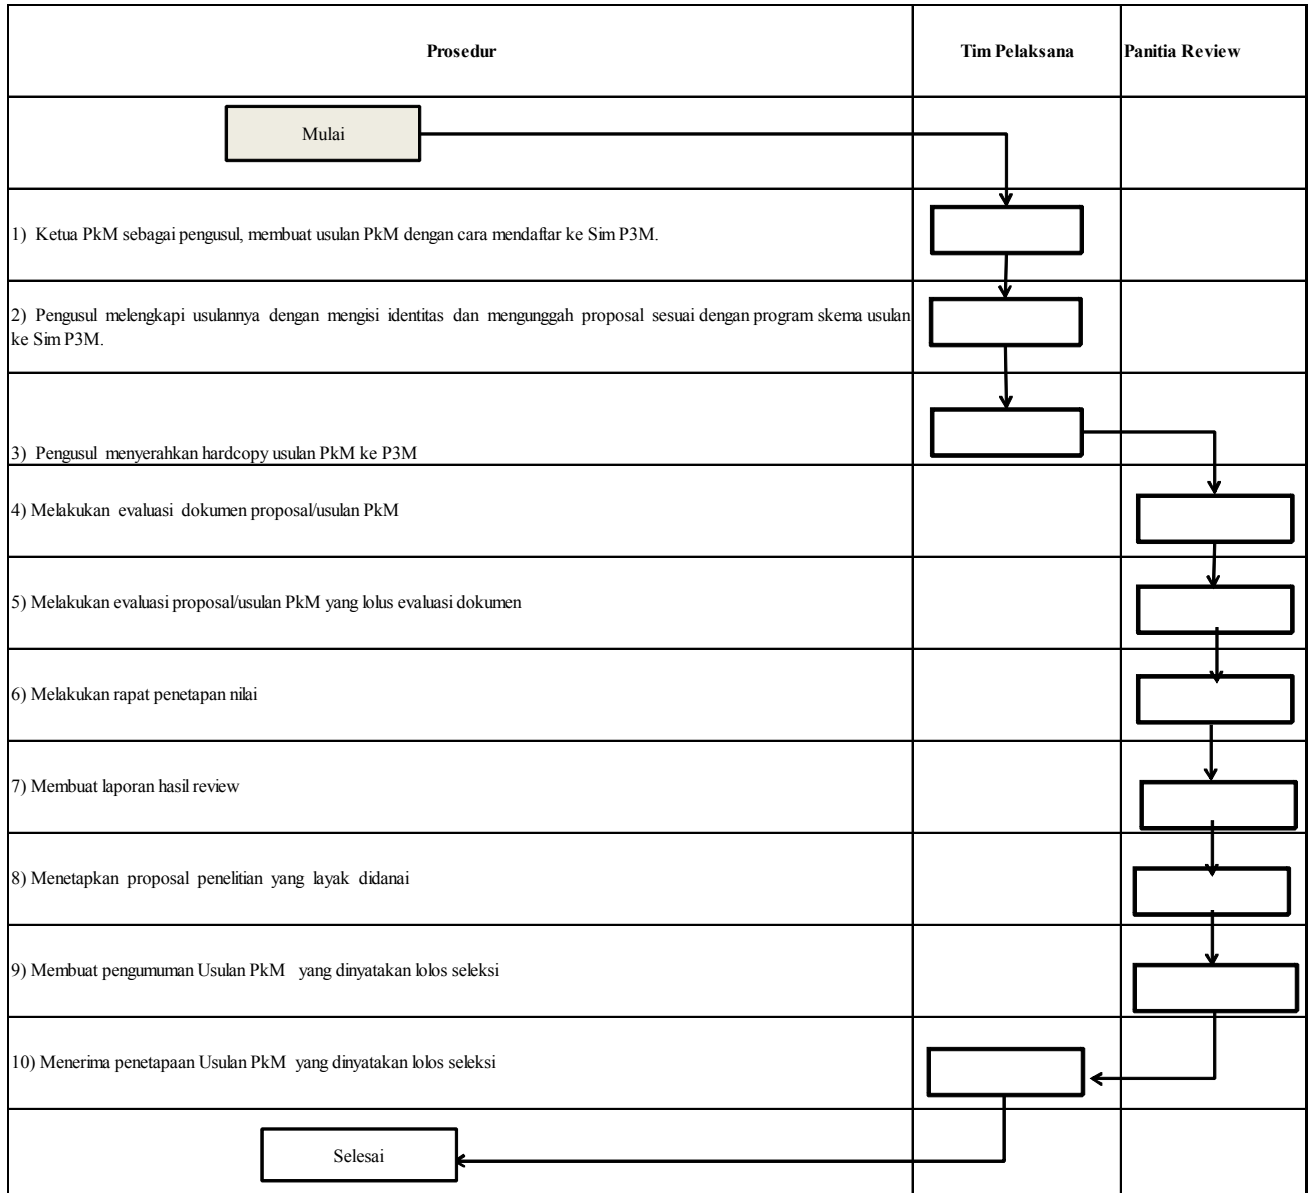 Prosedur
Tim Pelaksana
Panitia Review
Mulai
1) Ketua PkM sebagai pengusul, membuat usulan PkM dengan cara mendaftar ke Sim P3M.
2) Pengusul melengkapi usulannya dengan mengisi identitas dan mengunggah proposal sesuai dengan program skema usulan
ke Sim P3M.
3) Pengusul menyerahkan hardcopy usulan PkM ke P3M
4) Melakukan evaluasi dokumen proposal/usulan PkM
5) Melakukan evaluasi proposal/usulan PkM yang lolus evaluasi dokumen
6) Melakukan rapat penetapan nilai
7) Membuat laporan hasil review
8) Menetapkan proposal penelitian yang layak didanai
9) Membuat pengumuman Usulan PkM yang dinyatakan lolos seleksi
10) Menerima penetapaan Usulan PkM yang dinyatakan lolos seleksi
Selesai